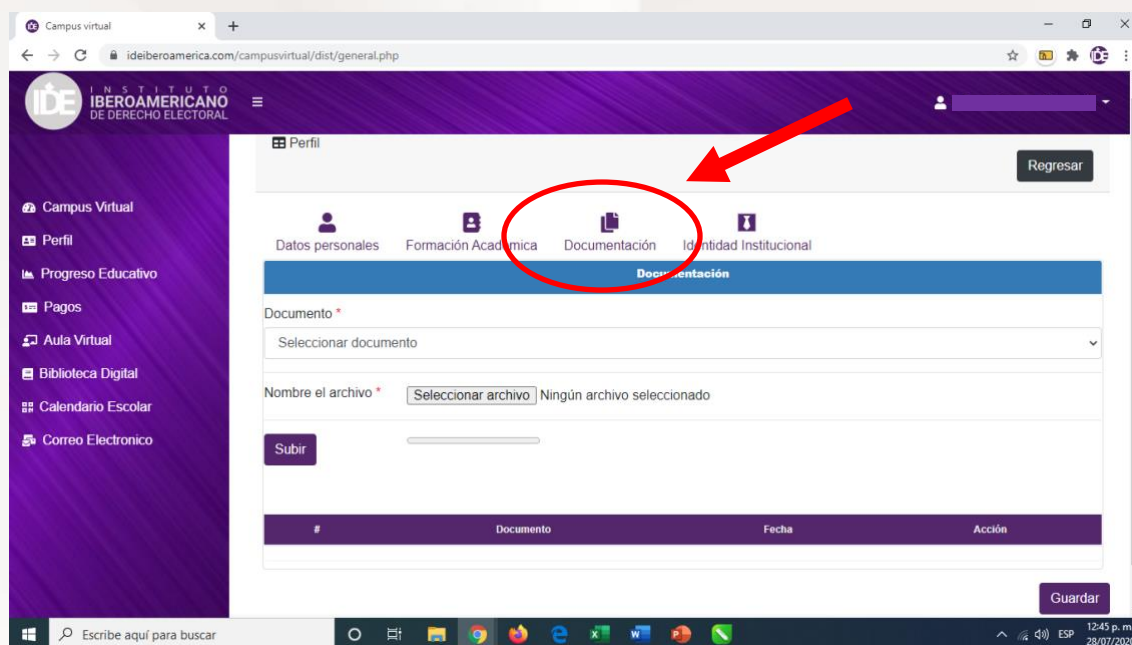 Campus virtual
ideiberoamerica.com/campusvirtual/dist/general.php
IDE
INSTITUTO
IBEROAMERICANO
DE DERECHO ELECTORAL
Perfil
Regresar
Campus Virtual
Perfil
Progreso Educativo
Pagos
Aula Virtual
Biblioteca Digital
Calendario Escolar
Correo Electronico
Datos personales Formación Académica Documentación Identidad Institucional
Documentación
Documento *
Seleccionar documento
Nombre el archivo * Seleccionar archivo Ningún archivo seleccionado
Subir
# Documento Fecha Acción
Guardar
Escribe aquí para buscar
ESP
12:45 p. m.
28/07/2020